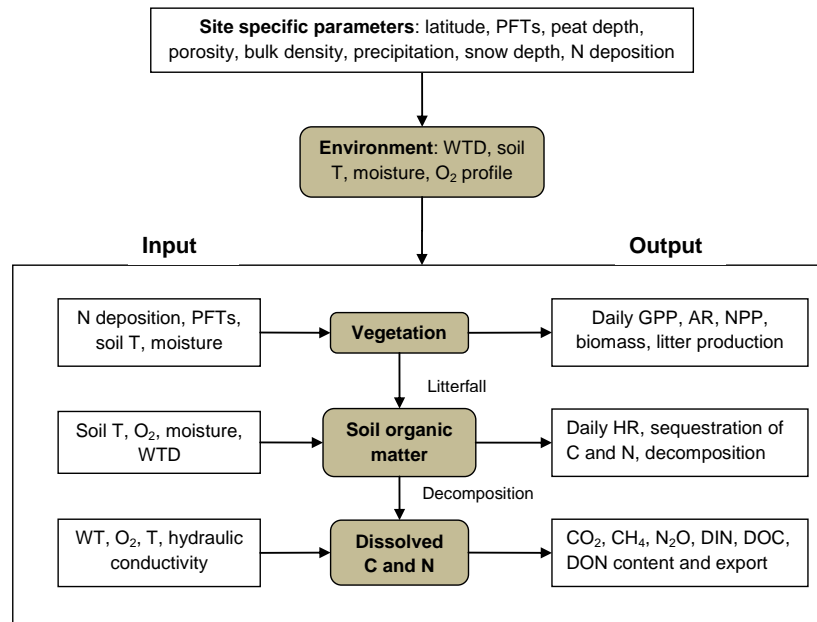 Site specific parameters: latitude, PFTs, peat depth,
porosity, bulk density, precipitation, snow depth, N deposition
Environment: WTD, soil
T, moisture, O₂ profile
Input
Output
N deposition, PFTs,
soil T, moisture
Vegetation
Daily GPP, AR, NPP,
biomass, litter production
Litterfall
Soil T, O₂, moisture,
WTD
Soil organic
matter
Daily HR, sequestration of
C and N, decomposition
Decomposition
WT, O₂, T, hydraulic
conductivity
Dissolved
C and N
CO₂, CH₄, N₂O, DIN, DOC,
DON content and export